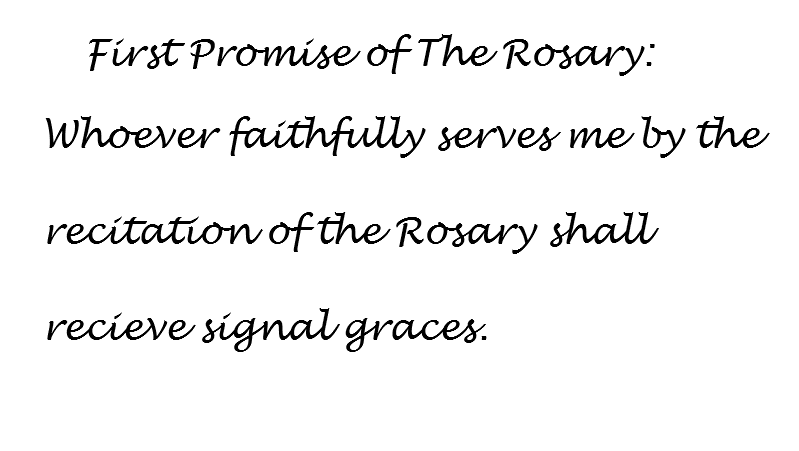 First Promise of The Rosary:
Whoever faithfully serves me by the
recitation of the Rosary shall
recieve signal graces.